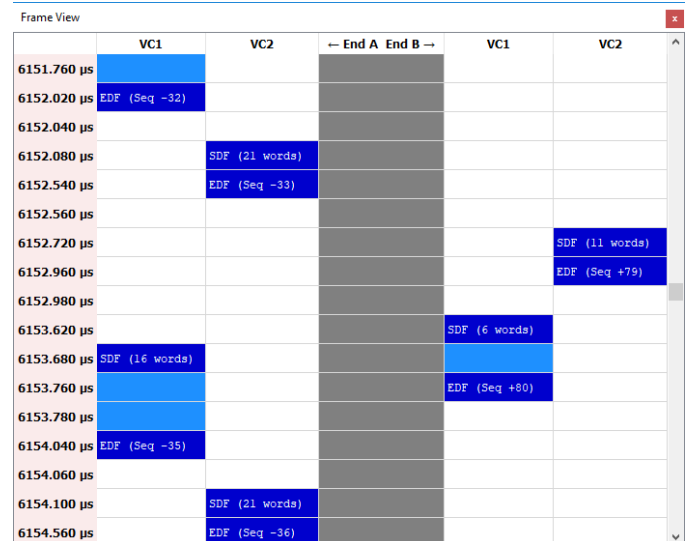 Frame View
x
VC1 VC2 ← End A End B → VC1 VC2
6151.760 µs
6152.020 µs EDF (Seq -32)
6152.040 µs
6152.080 µs SDF (21 words)
6152.540 µs EDF (Seq -33)
6152.560 µs
6152.720 µs SDF (11 words)
6152.960 µs EDF (Seq +79)
6152.980 µs
6153.620 µs SDF (6 words)
6153.680 µs SDF (16 words)
6153.760 µs EDF (Seq +80)
6153.780 µs
6154.040 µs EDF (Seq -35)
6154.060 µs
6154.100 µs SDF (21 words)
6154.560 µs EDF (Seq -36)